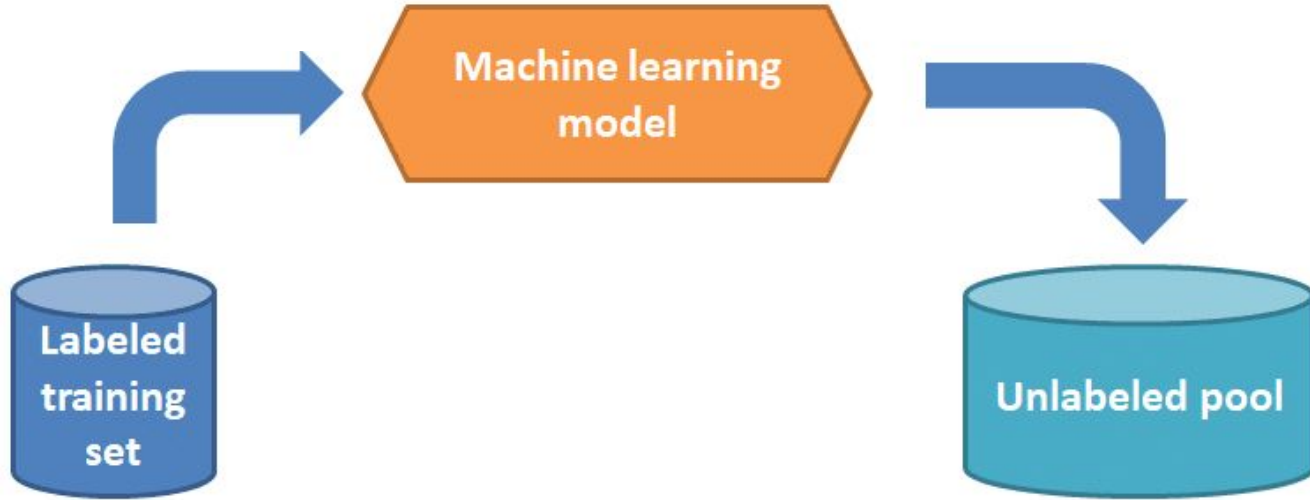 Machine learning
model
Labeled
training
set
Unlabeled pool